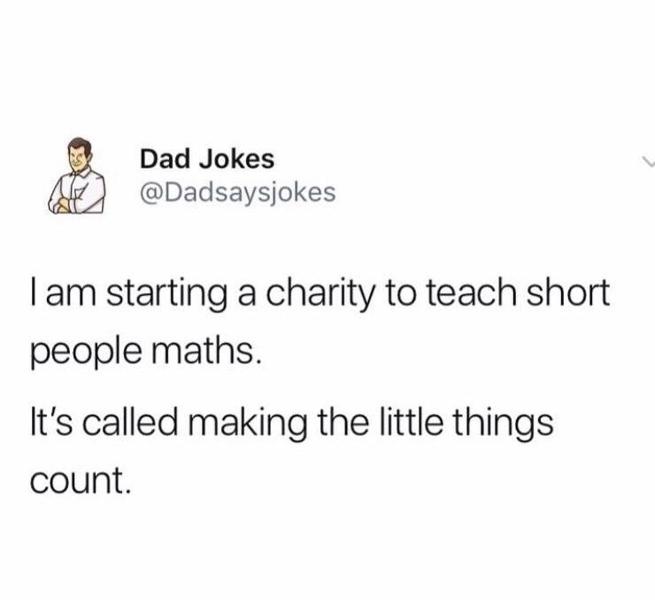 Dad Jokes
@Dadsaysjokes
I am starting a charity to teach short
people maths.
It's called making the little things
count.